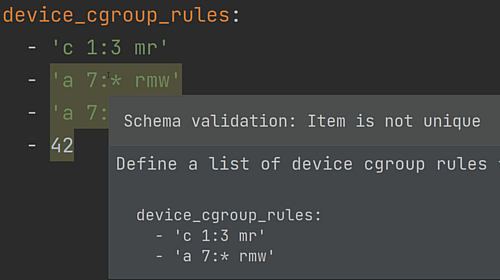 device_cgroup_rules:
- 'c 1:3 mr'
- 'a 7:* rmw'
- 'a 7:
- 42
Schema validation: Item is not unique
Define a list of device cgroup rules
device_cgroup_rules:
- 'c 1:3 mr'
- 'a 7:* rmw'